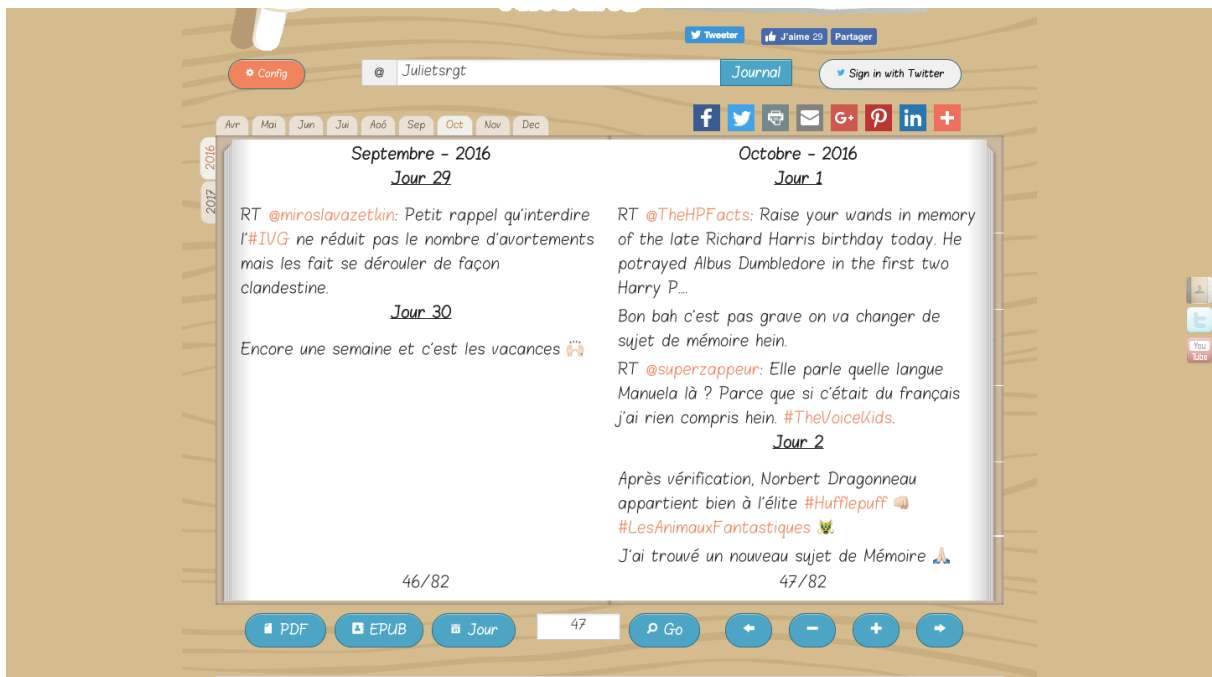 Tweeter
J'aime 29
Partager
Config
@
Julietsrgt
Journal
Sign in with Twitter
Avr
Mai
Jun
Jui
Aoó
Sep
Oct
Nov
Dec
2016
2017
Septembre - 2016
Jour 29
RT @miroslavazetkin: Petit rappel qu'interdire
l'#IVG ne réduit pas le nombre d'avortements
mais les fait se dérouler de façon
clandestine.
Jour 30
Encore une semaine et c'est les vacances 🙌🏻
46/82
Octobre - 2016
Jour 1
RT @TheHPFacts: Raise your wands in memory
of the late Richard Harris birthday today. He
potrayed Albus Dumbledore in the first two
Harry P….
Bon bah c'est pas grave on va changer de
sujet de mémoire hein.
RT @superzappeur: Elle parle quelle langue
Manuela là ? Parce que si c'était du français
j'ai rien compris hein. #TheVoiceKids.
Jour 2
Après vérification, Norbert Dragonneau
appartient bien à l'élite #Hufflepuff 👊🏻
#LesAnimauxFantastiques 🐲
J'ai trouvé un nouveau sujet de Mémoire 🙏🏻
47/82
PDF
EPUB
Jour
47
Go
You
Tube